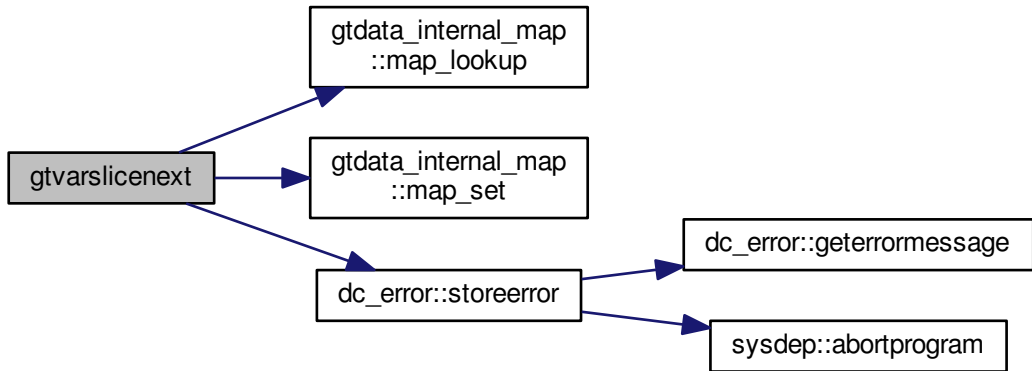 gtdata_internal_map
::map_lookup
gtvarslicenext
gtdata_internal_map
::map_set
dc_error::geterrormessage
dc_error::storeerror
sysdep::abortprogram